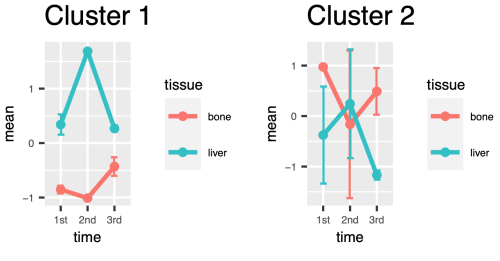 Cluster 1
mean
1
0
−1
1st 2nd 3rd
time
tissue
bone
liver
Cluster 2
mean
1
0
−1
1st 2nd 3rd
time
tissue
bone
liver